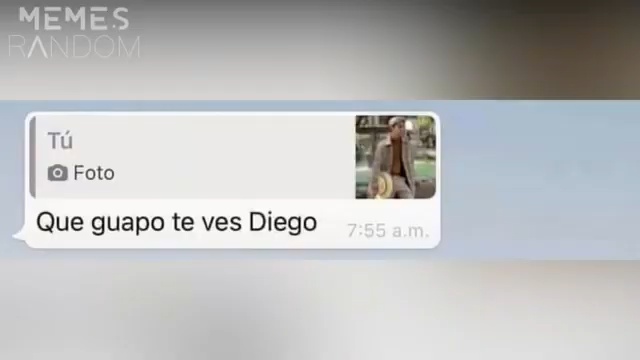 MEMES
RANDOM
Tú
Foto
Que guapo te ves Diego
7:55 a.m.